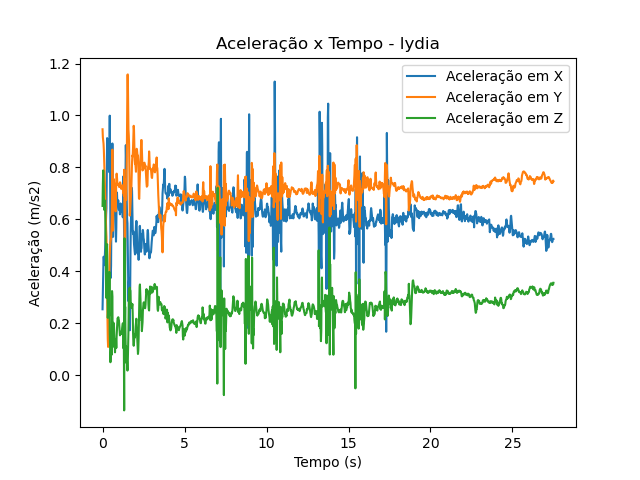 Aceleração x Tempo - lydia
Aceleração em X
Aceleração em Y
Aceleração em Z
Aceleração (m/s2)
1.2
1.0
0.8
0.6
0.4
0.2
0.0
0 5 10 15 20 25
Tempo (s)